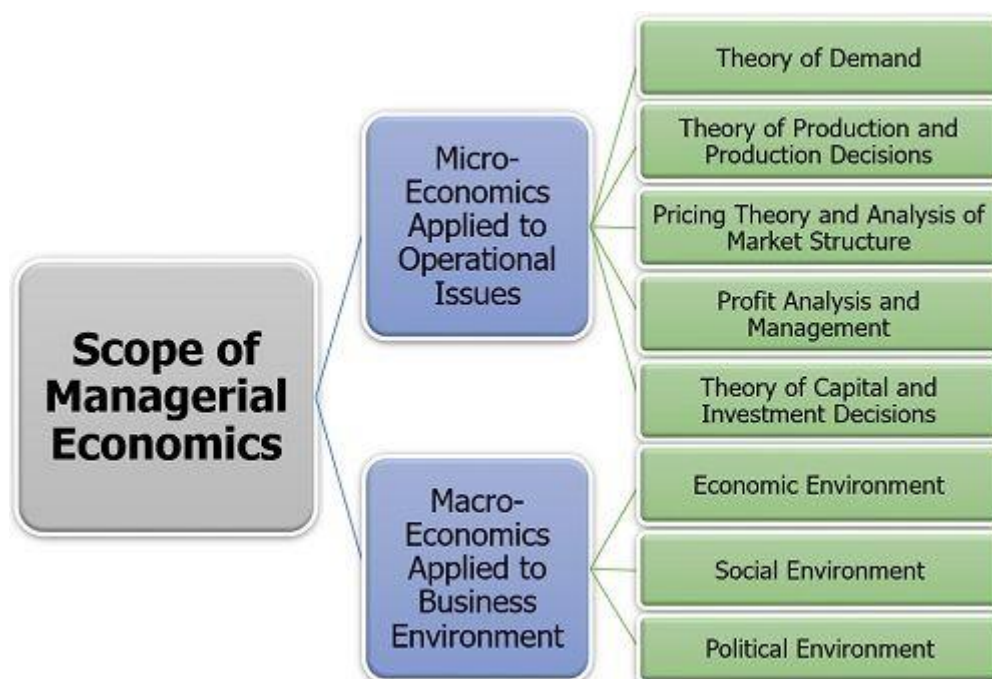 Scope of
Managerial
Economics
Micro-
Economics
Applied to
Operational
Issues
Theory of Demand
Theory of Production and
Production Decisions
Pricing Theory and Analysis of
Market Structure
Profit Analysis and
Management
Theory of Capital and
Investment Decisions
Macro-
Economics
Applied to
Business
Environment
Economic Environment
Social Environment
Political Environment